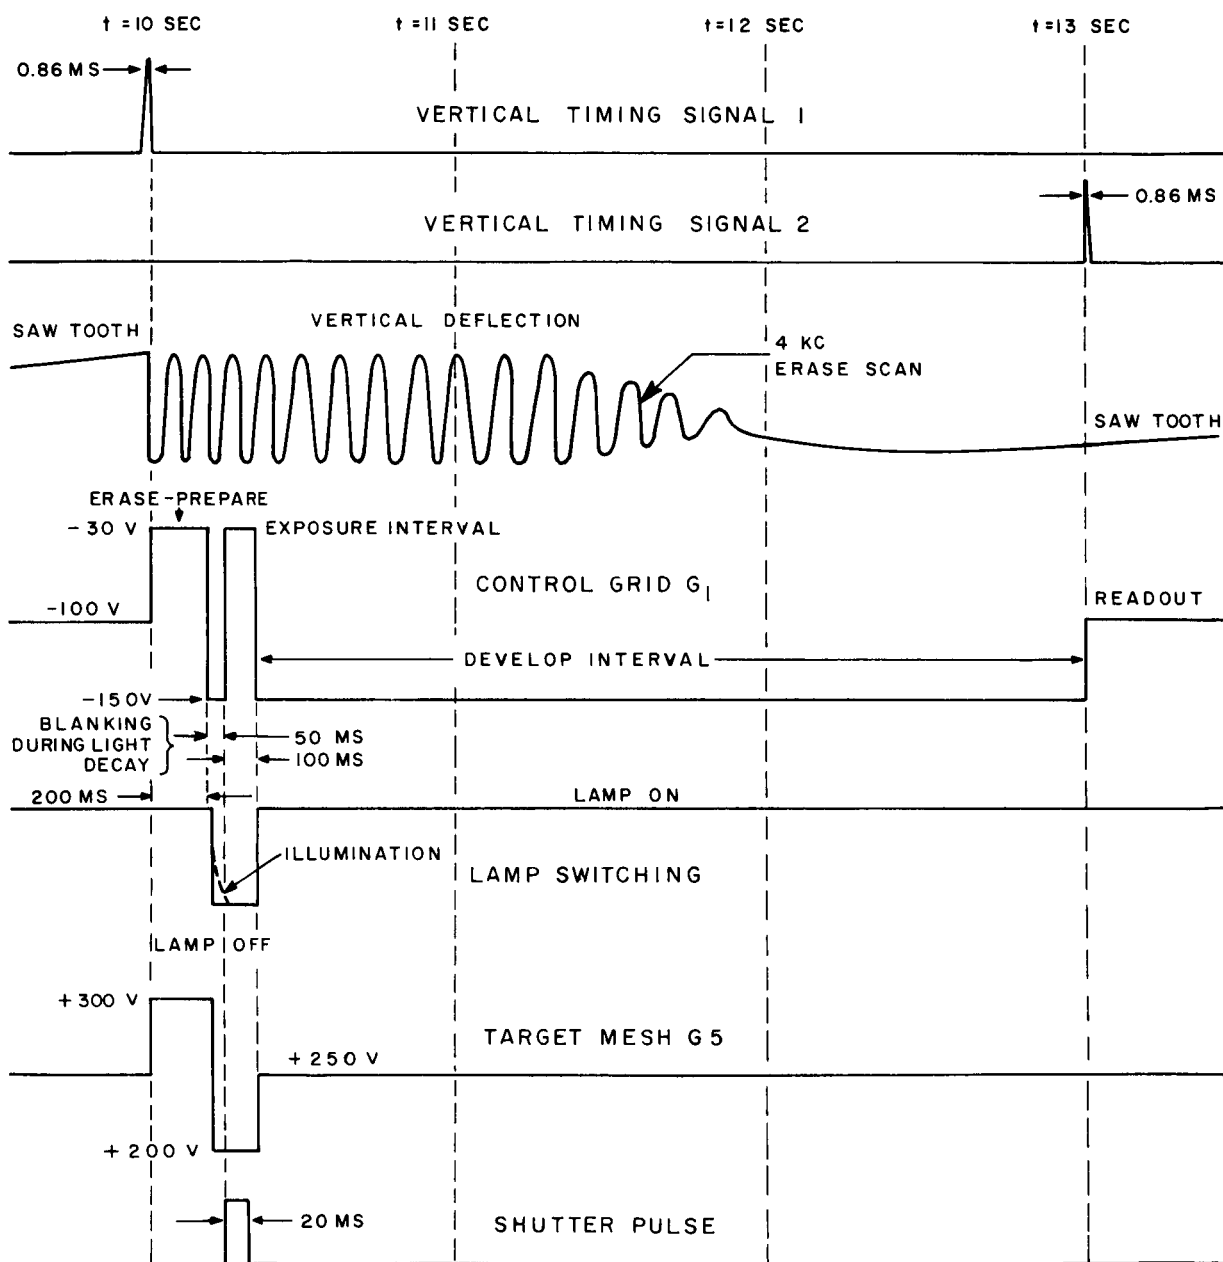 t = 10 SEC
t=11 SEC
t=12 SEC
t=13 SEC
0.86 MS
VERTICAL TIMING SIGNAL 1
0.86 MS
VERTICAL TIMING SIGNAL 2
SAW TOOTH
VERTICAL DEFLECTION
4 KC
ERASE SCAN
SAW TOOTH
ERASE-PREPARE
-30 V
EXPOSURE INTERVAL
CONTROL GRID G1
-100 V
READOUT
DEVELOP INTERVAL
-150V
BLANKING
DURING LIGHT
DECAY
50 MS
100 MS
200 MS
LAMP ON
ILLUMINATION
LAMP SWITCHING
LAMP OFF
+300 V
TARGET MESH G5
+250 V
+200 V
20 MS
SHUTTER PULSE